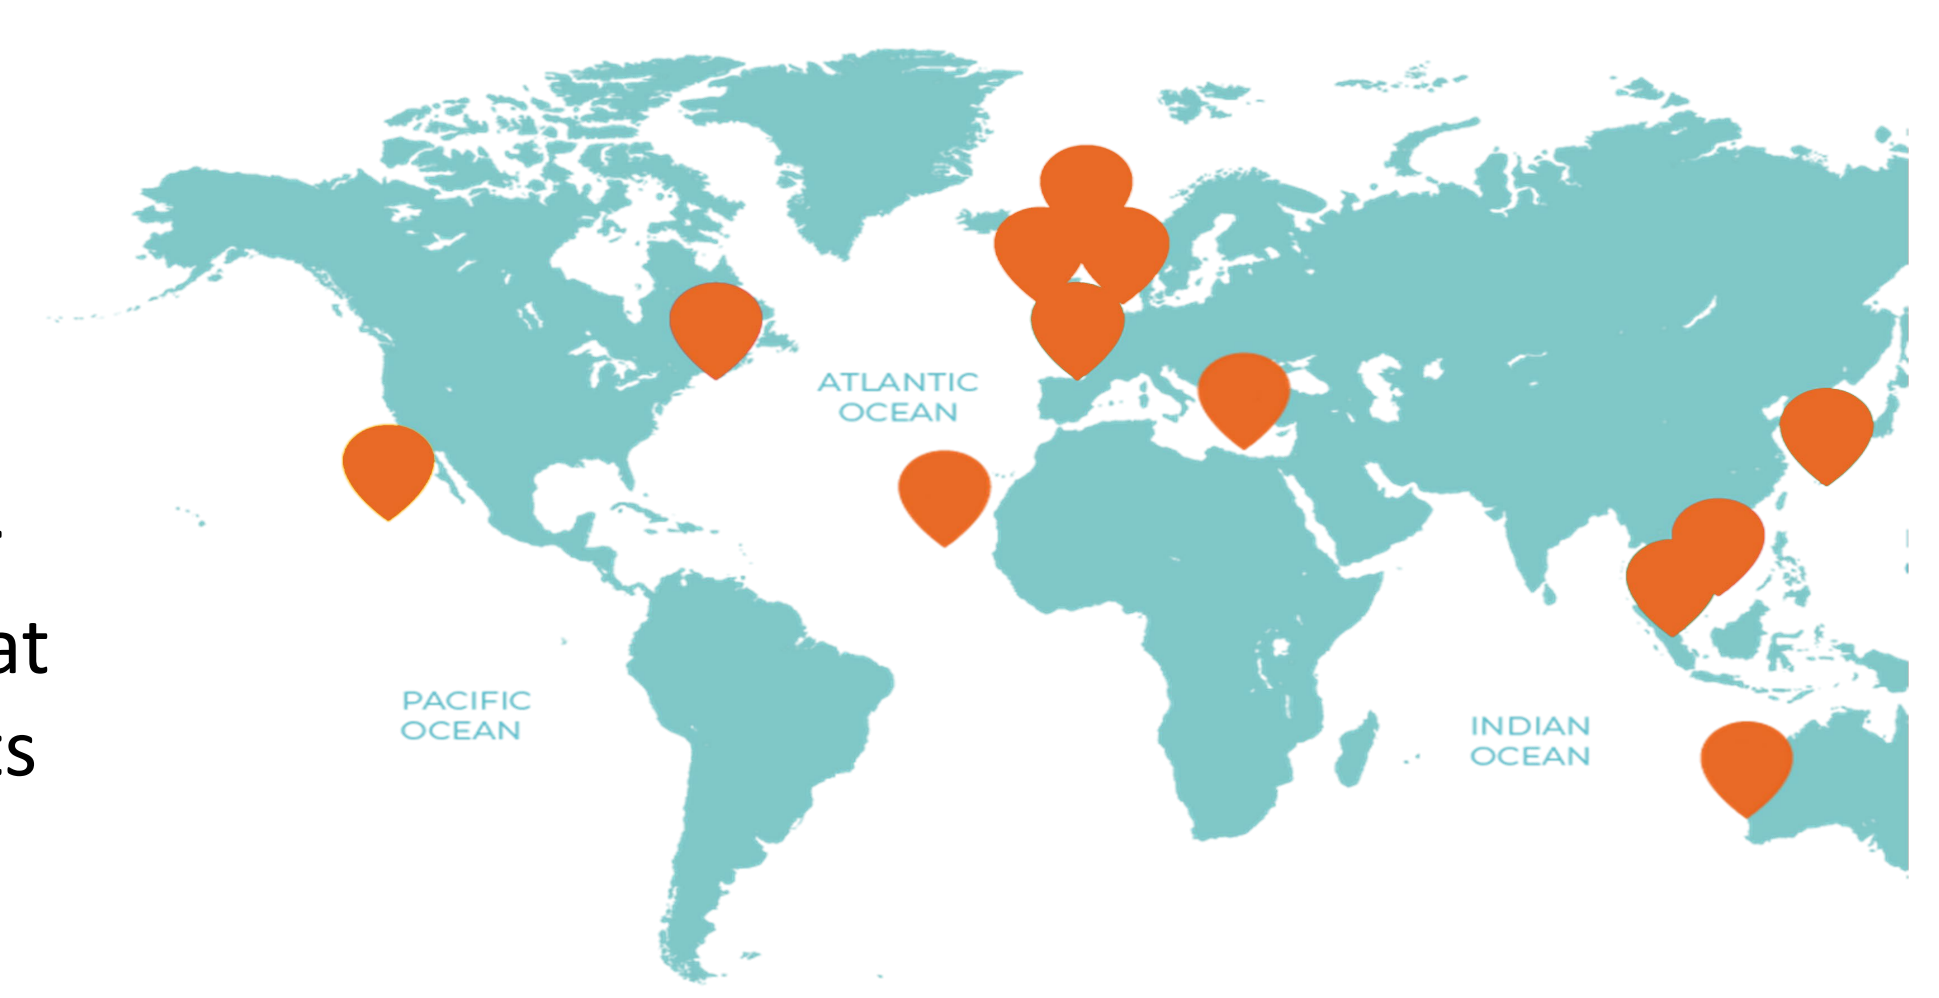 ATLANTIC
OCEAN
at
PACIFIC
OCEAN
INDIAN
OCEAN